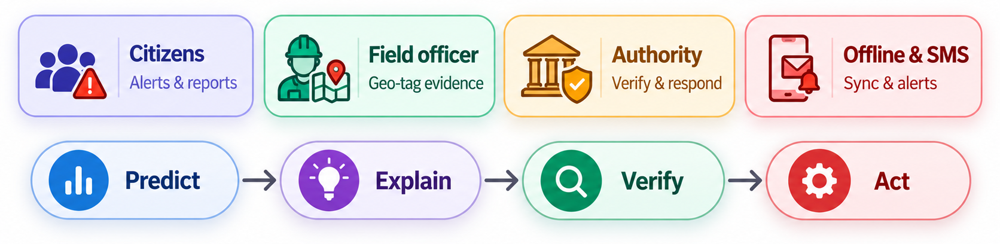 Citizens
Alerts & reports
Field officer
Geo-tag evidence
Authority
Verify & respond
Offline & SMS
Sync & alerts
Predict
Explain
Verify
Act